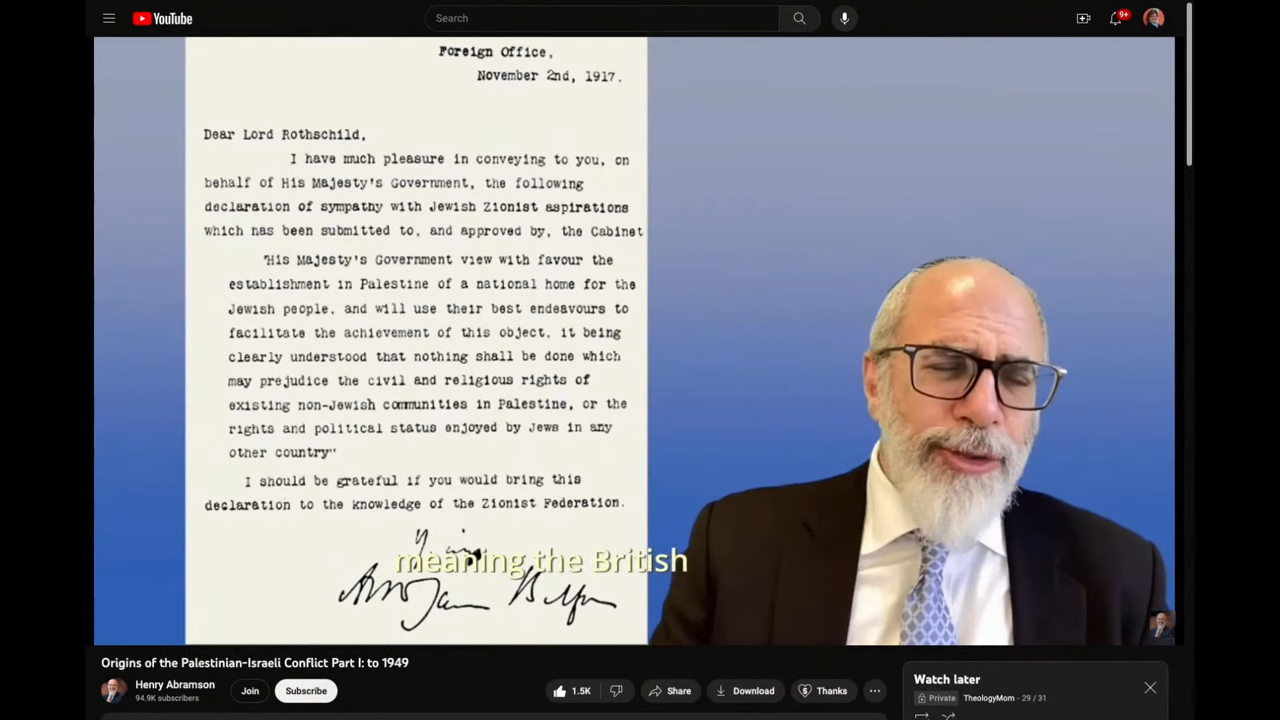 YouTube
Search
9+
Foreign Office,
November 2nd, 1917.
Dear Lord Rothschild,
I have much pleasure in conveying to you, on
behalf of His Majesty's Government, the following
declaration of sympathy with Jewish Zionist aspirations
which has been submitted to, and approved by, the Cabinet
"His Majesty's Government view with favour the
establishment in Palestine of a national home for the
Jewish people, and will use their best endeavours to
facilitate the achievement of this object, it being
clearly understood that nothing shall be done which
may prejudice the civil and religious rights of
existing non-Jewish communities in Palestine, or the
rights and political status enjoyed by Jews in any
other country"
I should be grateful if you would bring this
declaration to the knowledge of the Zionist Federation.
meaning the British
Origins of the Palestinian-Israeli Conflict Part I: to 1949
Henry Abramson
94.9K subscribers
Join
Subscribe
1.5K
Share
Download
Thanks
Watch later
Private
TheologyMom - 29 / 31